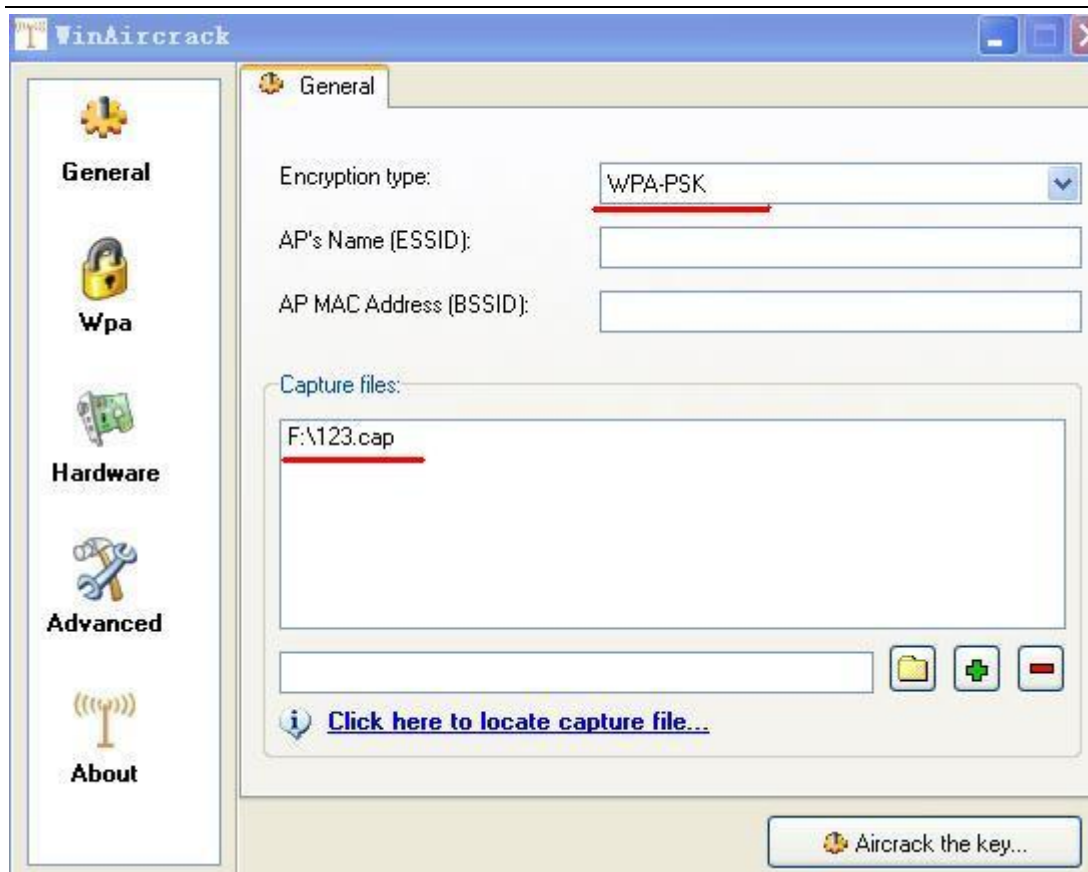 WinAircrack
General
General
Encryption type:
WPA-PSK
AP's Name (ESSID):
AP MAC Address (BSSID):
Wpa
Capture files:
F:\123.cap
Hardware
Advanced
Click here to locate capture file...
About
Aircrack the key...